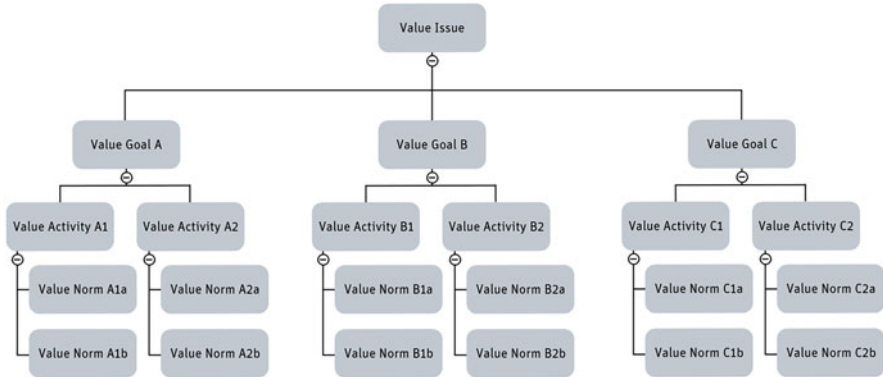 Value Issue
Value Goal A
Value Goal B
Value Goal C
Value Activity A1
Value Activity A2
Value Activity B1
Value Activity B2
Value Activity C1
Value Activity C2
Value Norm A1a
Value Norm A2a
Value Norm B1a
Value Norm B2a
Value Norm C1a
Value Norm C2a
Value Norm A1b
Value Norm A2b
Value Norm B1b
Value Norm B2b
Value Norm C1b
Value Norm C2b